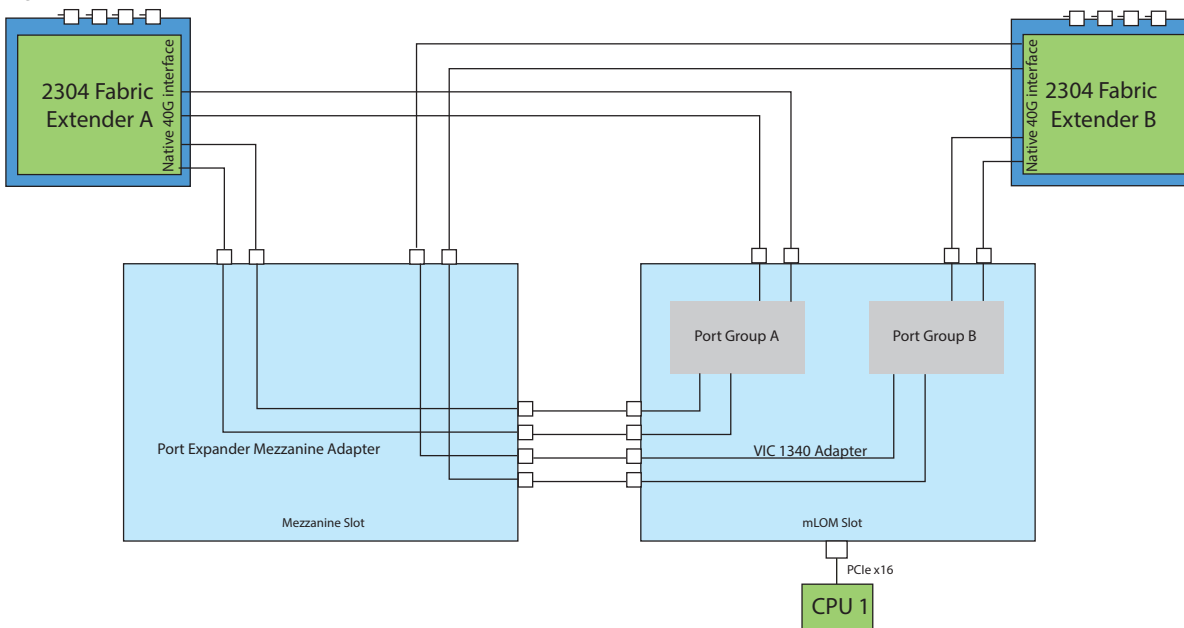 2304 Fabric
Extender A
Native 40G interface
Native 40G interface
2304 Fabric
Extender B
Port Group A
Port Group B
Port Expander Mezzanine Adapter
VIC 1340 Adapter
Mezzanine Slot
mLOM Slot
PCIe x16
CPU 1